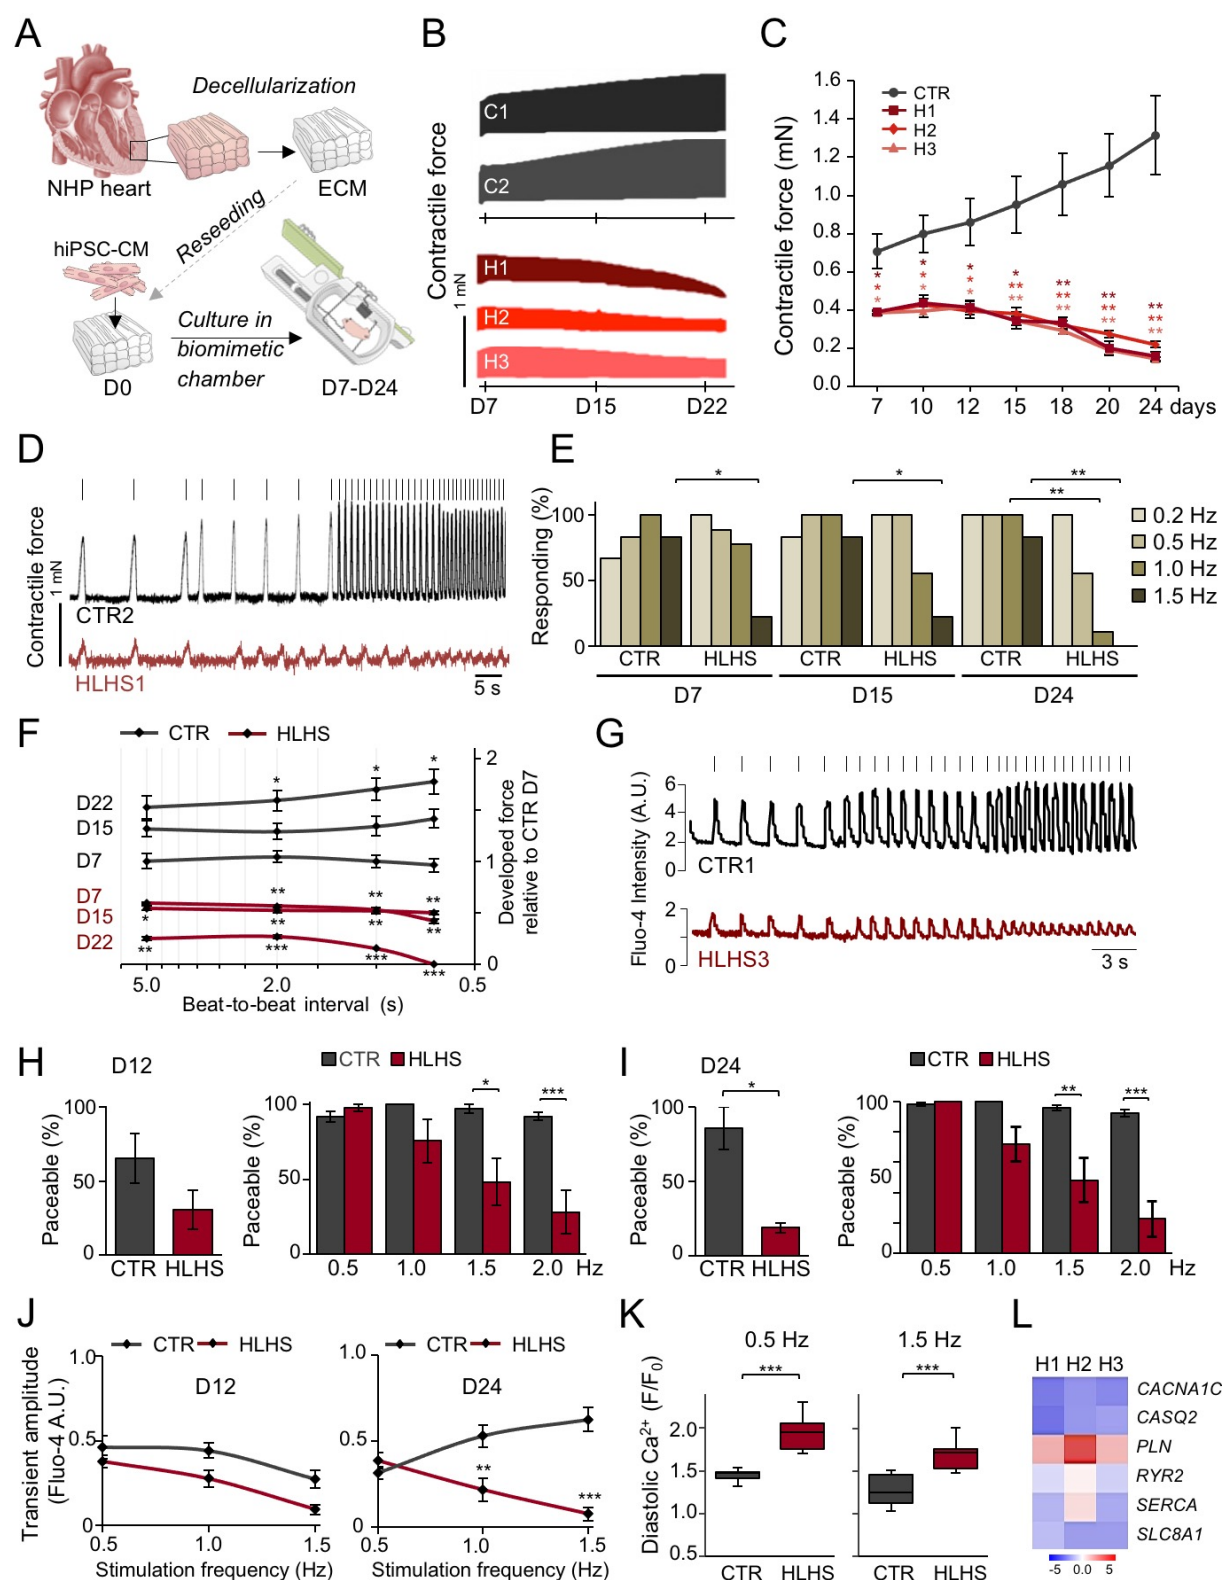 A
Decellularization
NHP heart
ECM
Reseeding
hiPSC-CM
Culture in
biomimetic
chamber
D0
D7-D24
B
Contractile force
1 mN
C1
C2
H1
H2
H3
D7
D15
D22
C
Contractile force (mN)
1.6
1.4
1.2
1.0
0.8
0.6
0.4
0.2
0.0
CTR
H1
H2
H3
* * * * ** ** **
* * * ** ** ** **
* * * ** ** ** **
7 10 12 15 18 20 24 days
D
Contractile force
1 mN
CTR2
HLHS1
5 s
E
Responding (%)
100
50
0
* * **
**
0.2 Hz
0.5 Hz
1.0 Hz
1.5 Hz
CTR HLHS CTR HLHS CTR HLHS
D7 D15 D24
F
CTR HLHS
D22
D15
D7
D7
D15
D22
* * *
** ** **
* ** ** **
** *** *** ***
2
1
0
Developed force
relative to CTR D7
5.0 2.0 0.5
Beat-to-beat interval (s)
G
Fluo-4 Intensity (A.U.)
6
4
2
0
CTR1
2
0
HLHS3
3 s
H
D12
CTR HLHS
Paceable (%)
100
50
0
CTR HLHS
Paceable (%)
100
50
0
* ***
0.5 1.0 1.5 2.0 Hz
I
D24
CTR HLHS
Paceable (%)
100
50
0
*
CTR HLHS
Paceable (%)
100
50
0
** ***
0.5 1.0 1.5 2.0 Hz
J
Transient amplitude
(Fluo-4 A.U.)
CTR HLHS
D12
1.0
0.5
0
0.5 1.0 1.5
Stimulation frequency (Hz)
CTR HLHS
D24
1.0
0.5
0
** ***
0.5 1.0 1.5
Stimulation frequency (Hz)
K
0.5 Hz 1.5 Hz
*** ***
Diastolic Ca²⁺ (F/F₀)
2.0
1.5
1.0
0.5
CTR HLHS CTR HLHS
L
H1 H2 H3
CACNA1C
CASQ2
PLN
RYR2
SERCA
SLC8A1
-5 0.0 5